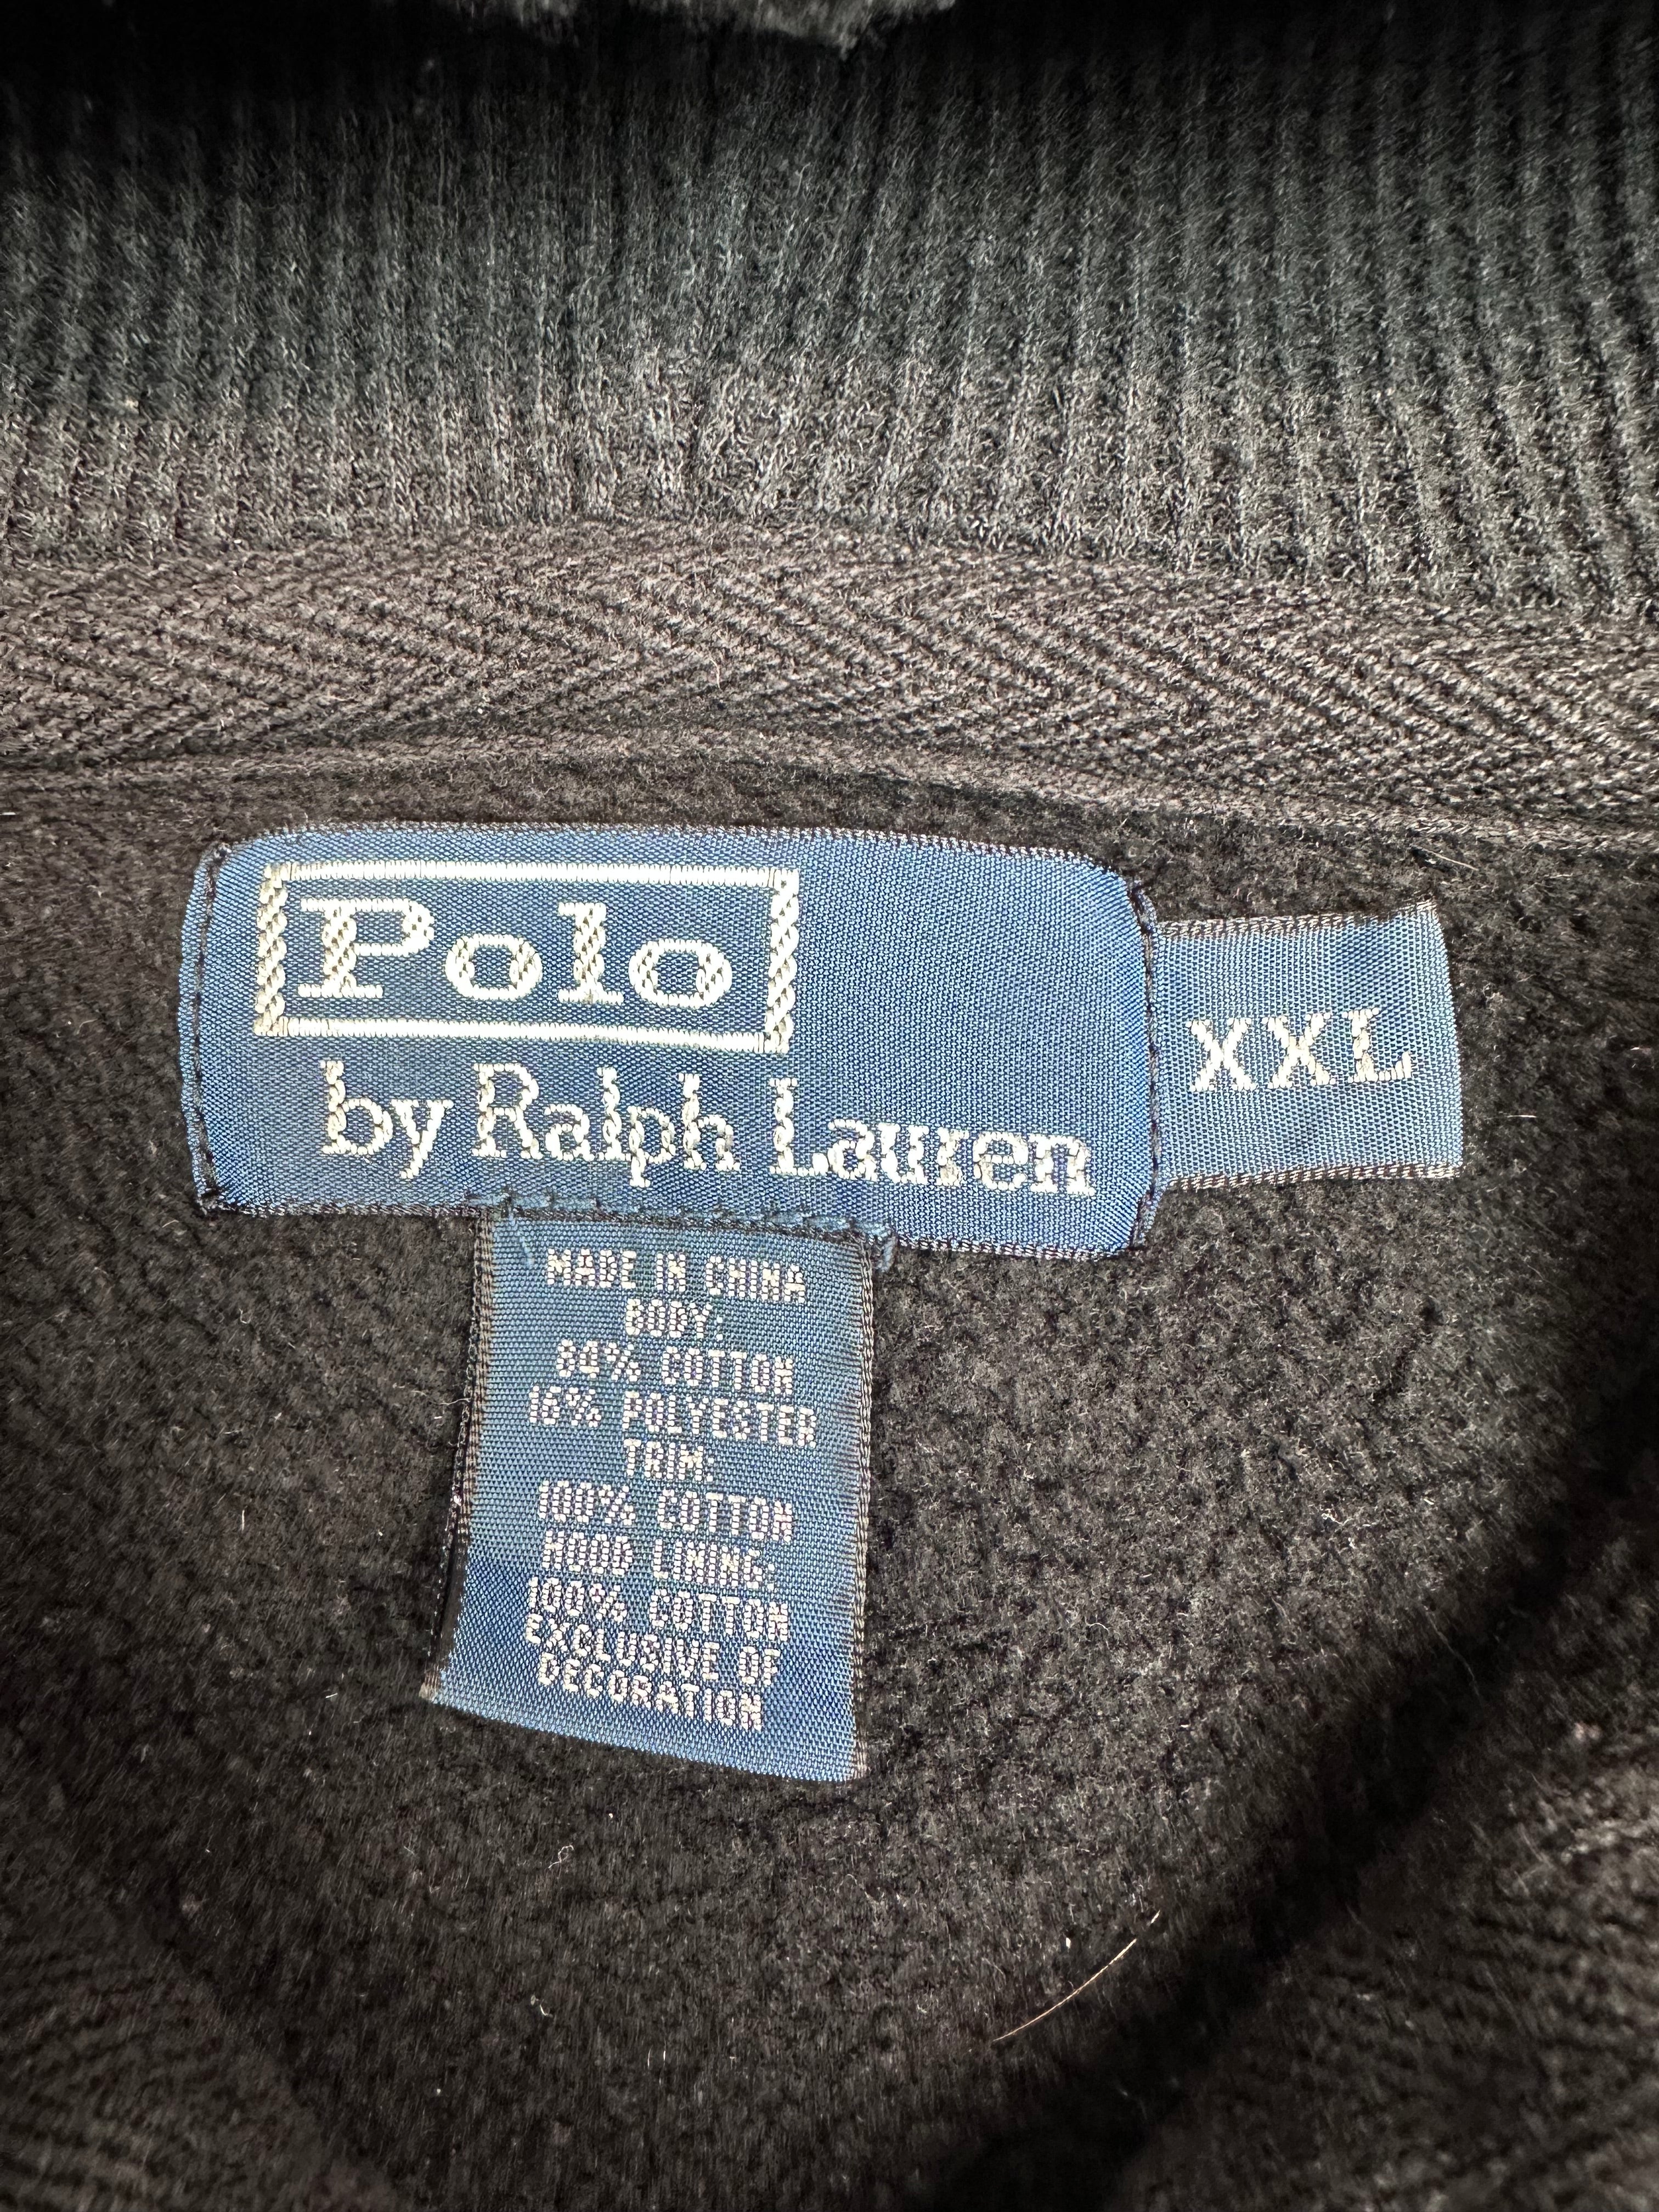 Polo
by Ralph Lauren
XXL
MADE IN CHINA
BODY:
84% COTTON
16% POLYESTER
TRIM:
100% COTTON
HOOD LINING:
100% COTTON
EXCLUSIVE OF
DECORATION